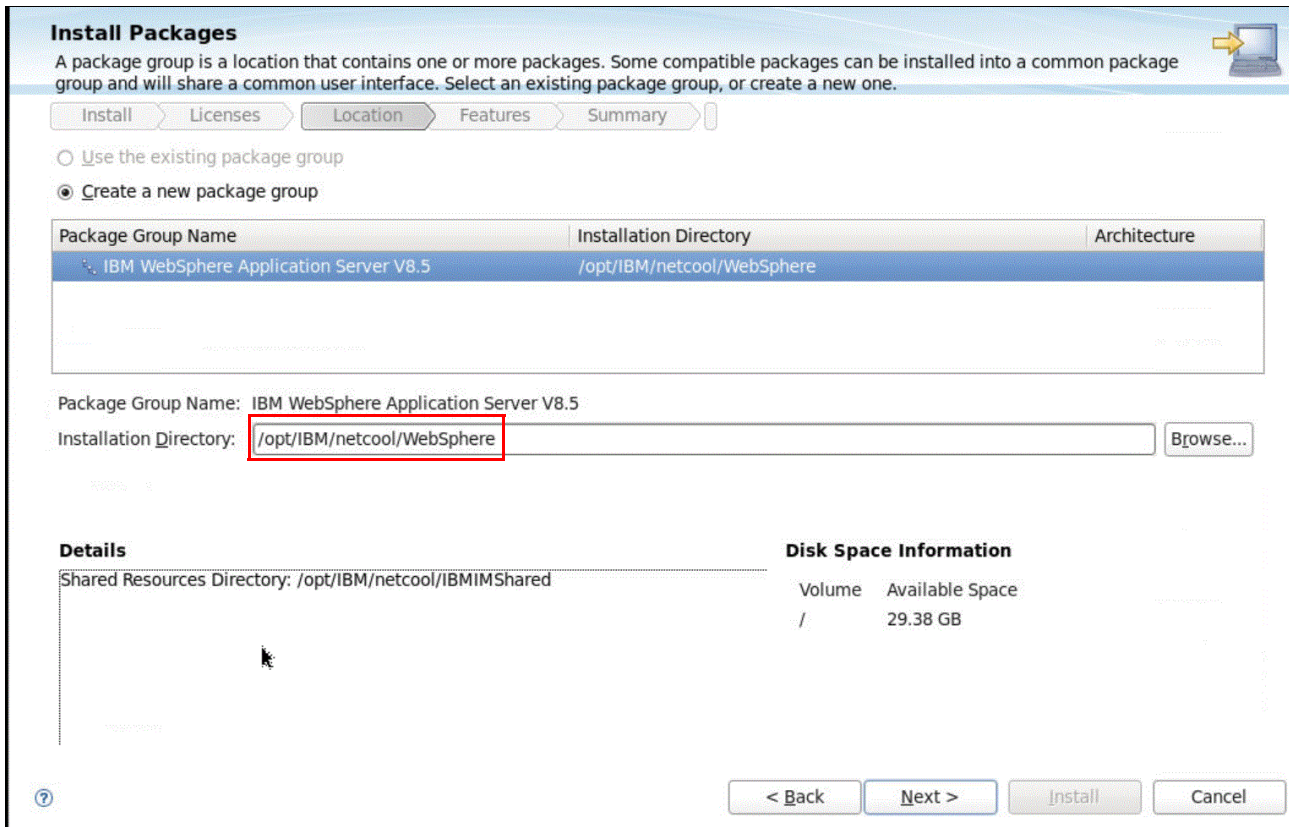 Install Packages
A package group is a location that contains one or more packages. Some compatible packages can be installed into a common package
group and will share a common user interface. Select an existing package group, or create a new one.
Install Licenses Location Features Summary
Use the existing package group
Create a new package group
Package Group Name Installation Directory Architecture
IBM WebSphere Application Server V8.5 /opt/IBM/netcool/WebSphere
Package Group Name: IBM WebSphere Application Server V8.5
Installation Directory: /opt/IBM/netcool/WebSphere Browse...
Details Disk Space Information
Shared Resources Directory: /opt/IBM/netcool/IBMIMShared
Volume Available Space
/ 29.38 GB
? < Back Next > Install Cancel